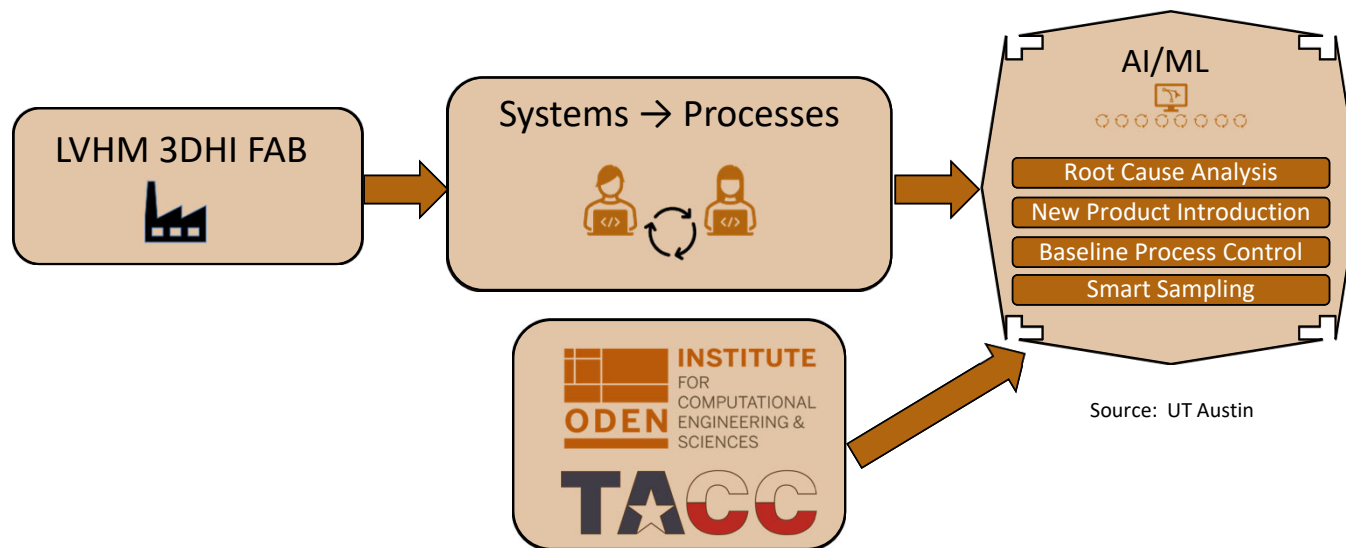 LVHM 3DHI FAB
Systems → Processes
</>
</>
AI/ML
Root Cause Analysis
New Product Introduction
Baseline Process Control
Smart Sampling
ODEN
INSTITUTE
FOR
COMPUTATIONAL
ENGINEERING &
SCIENCES
TACC
Source:  UT Austin